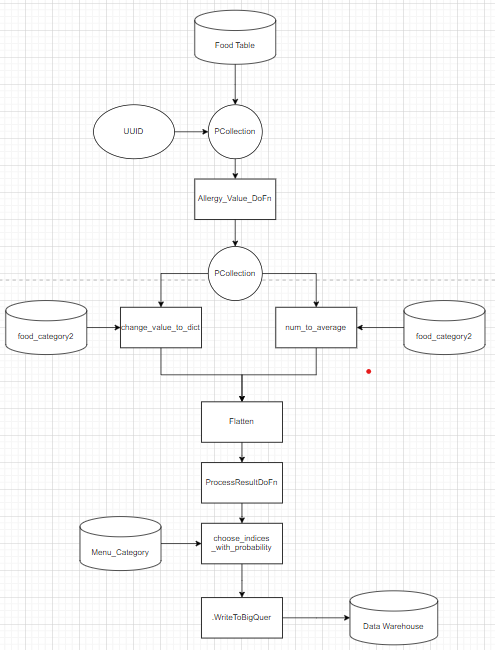 Food Table
UUID
PCollection
Allergy_Value_DoFn
PCollection
food_category2
change_value_to_dict
num_to_average
food_category2
Flatten
ProcessResultDoFn
Menu_Category
choose_indices
_with_probability
.WriteToBigQuer
Data Warehouse